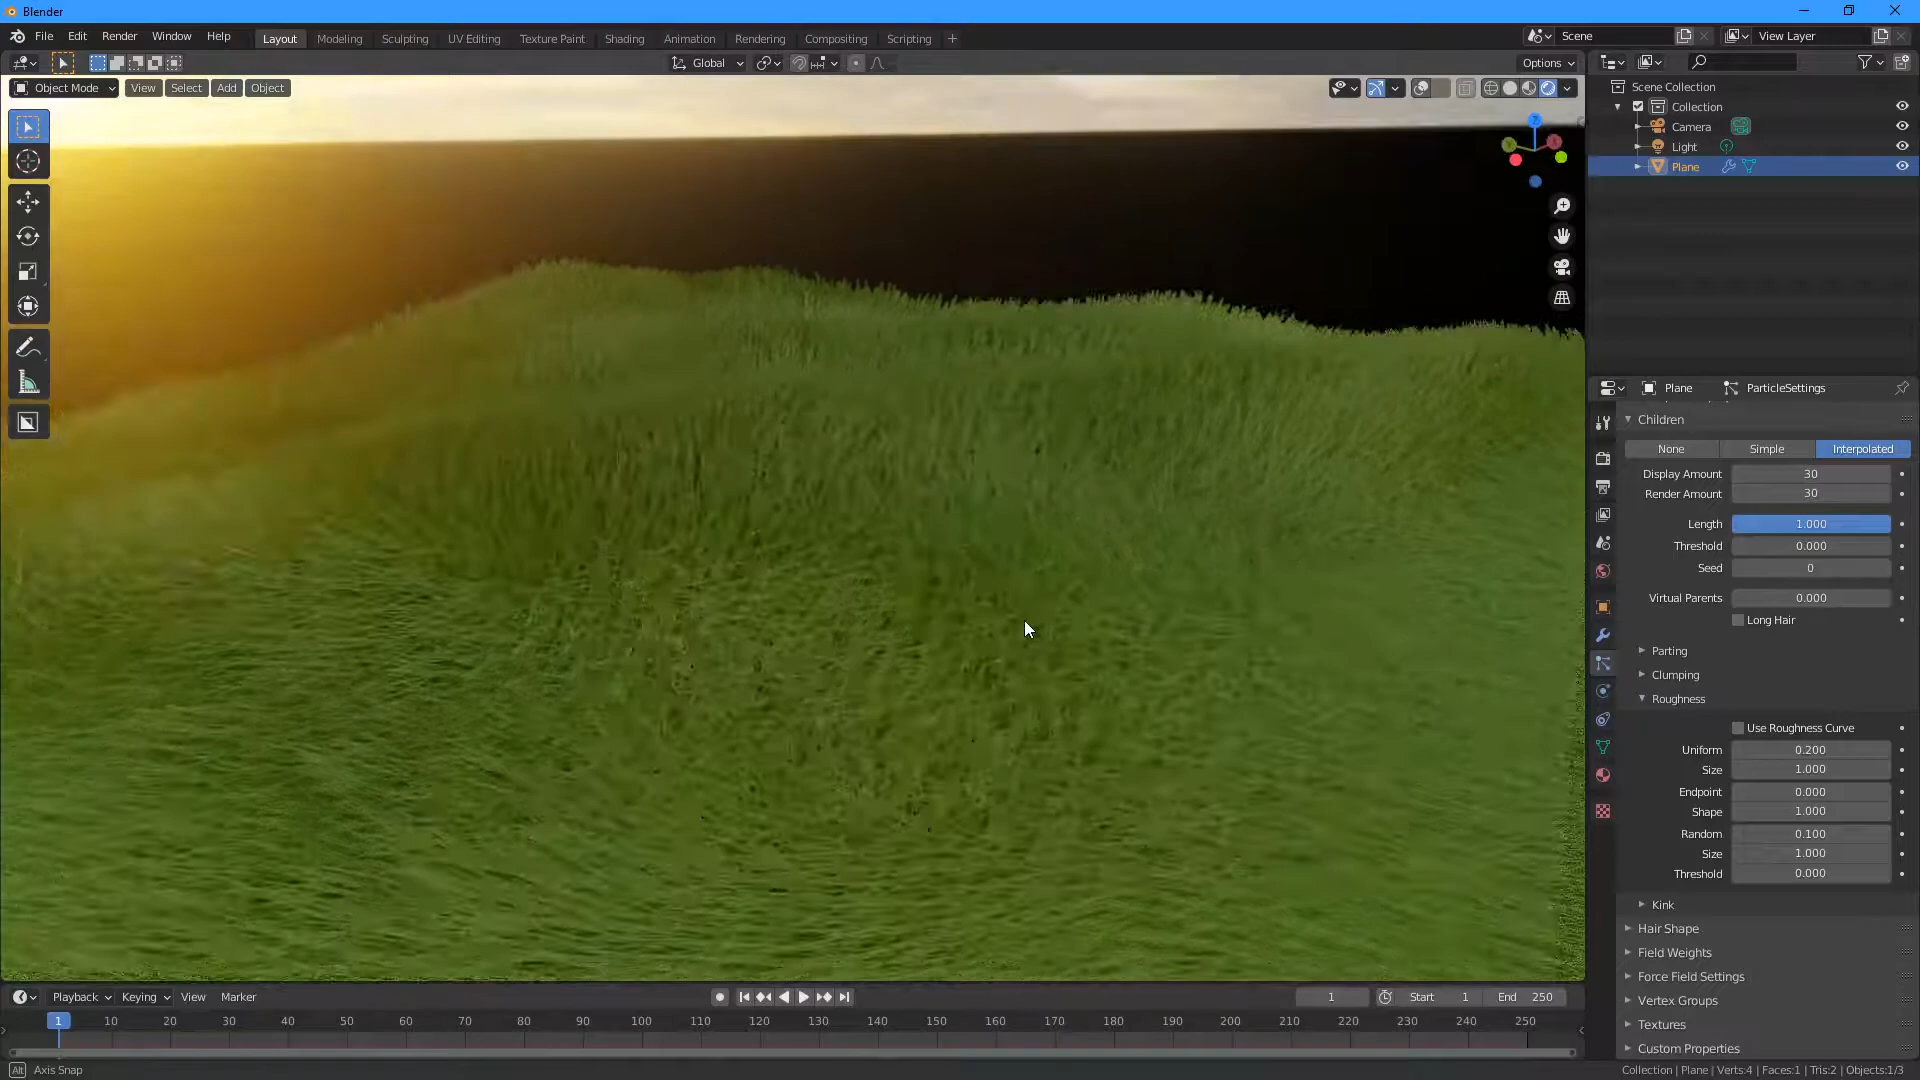 Blender
File Edit Render Window Help Layout Modeling Sculpting UV Editing Texture Paint Shading Animation Rendering Compositing Scripting + Scene View Layer
Global Options
Object Mode View Select Add Object
Scene Collection
Collection
Camera
Light
Plane
Z
Plane ParticleSettings
Children
None Simple Interpolated
Display Amount 30
Render Amount 30
Length 1.000
Threshold 0.000
Seed 0
Virtual Parents 0.000
Long Hair
Parting
Clumping
Roughness
Use Roughness Curve
Uniform 0.200
Size 1.000
Endpoint 0.000
Shape 1.000
Random 0.100
Size 1.000
Threshold 0.000
Kink
Hair Shape
Field Weights
Force Field Settings
Vertex Groups
Textures
Custom Properties
Playback Keying View Marker 1 Start 1 End 250
1 10 20 30 40 50 60 70 80 90 100 110 120 130 140 150 160 170 180 190 200 210 220 230 240 250
Alt Axis Snap Collection | Plane | Verts:4 | Faces:1 | Tris:2 | Objects:1/3